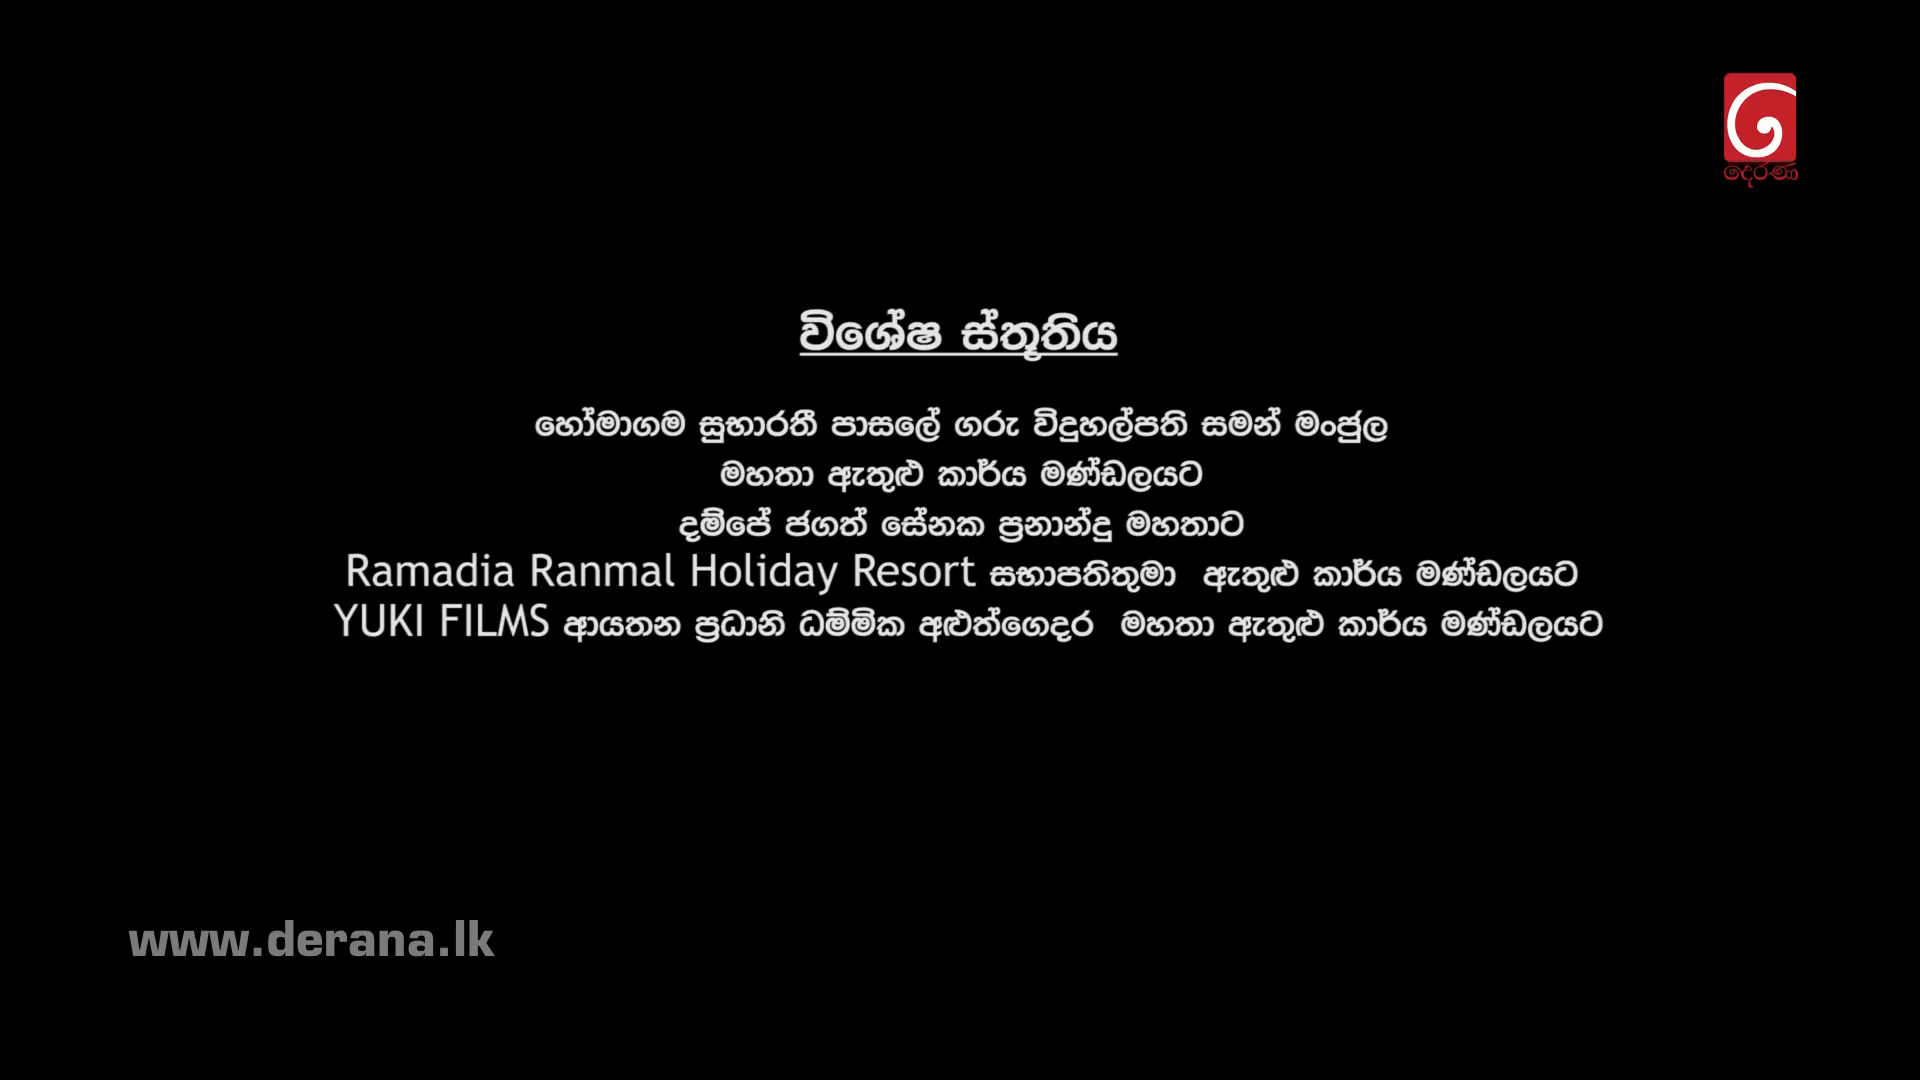 දෙරණ
විශේෂ ස්තූතිය
හෝමාගම සුභාරතී පාසලේ ගරු විදුහල්පති සමන් මංජුල
මහතා ඇතුළු කාර්ය මණ්ඩලයට
දම්පේ ජගත් සේනක ප්‍රනාන්දු මහතාට
Ramadia Ranmal Holiday Resort සභාපතිතුමා ඇතුළු කාර්ය මණ්ඩලයට
YUKI FILMS ආයතන ප්‍රධානි ධම්මික අළුත්ගෙදර මහතා ඇතුළු කාර්ය මණ්ඩලයට
www.derana.lk